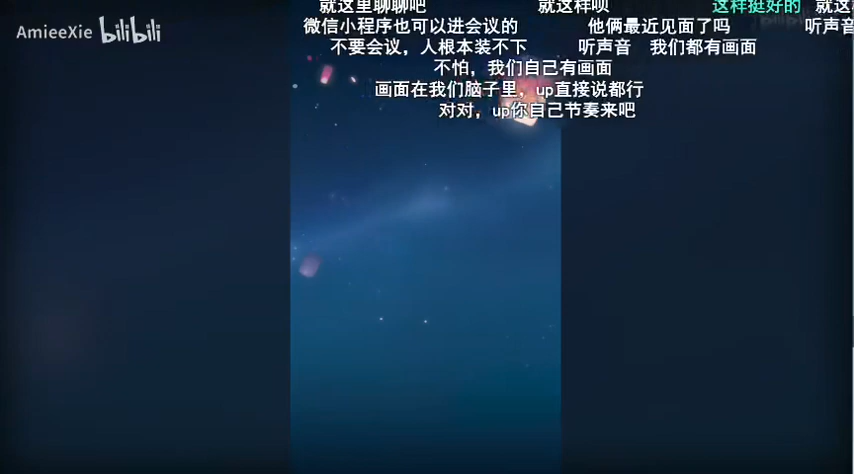 就这里聊聊吧 就这样呗 这样挺好的 就这
AmieeXie bilibili 微信小程序也可以进会议的 他俩最近见面了吗 听声音
不要会议，人根本装不下 听声音 我们都有画面
不怕，我们自己有画面
画面在我们脑子里，up直接说都行
对对，up你自己节奏来吧